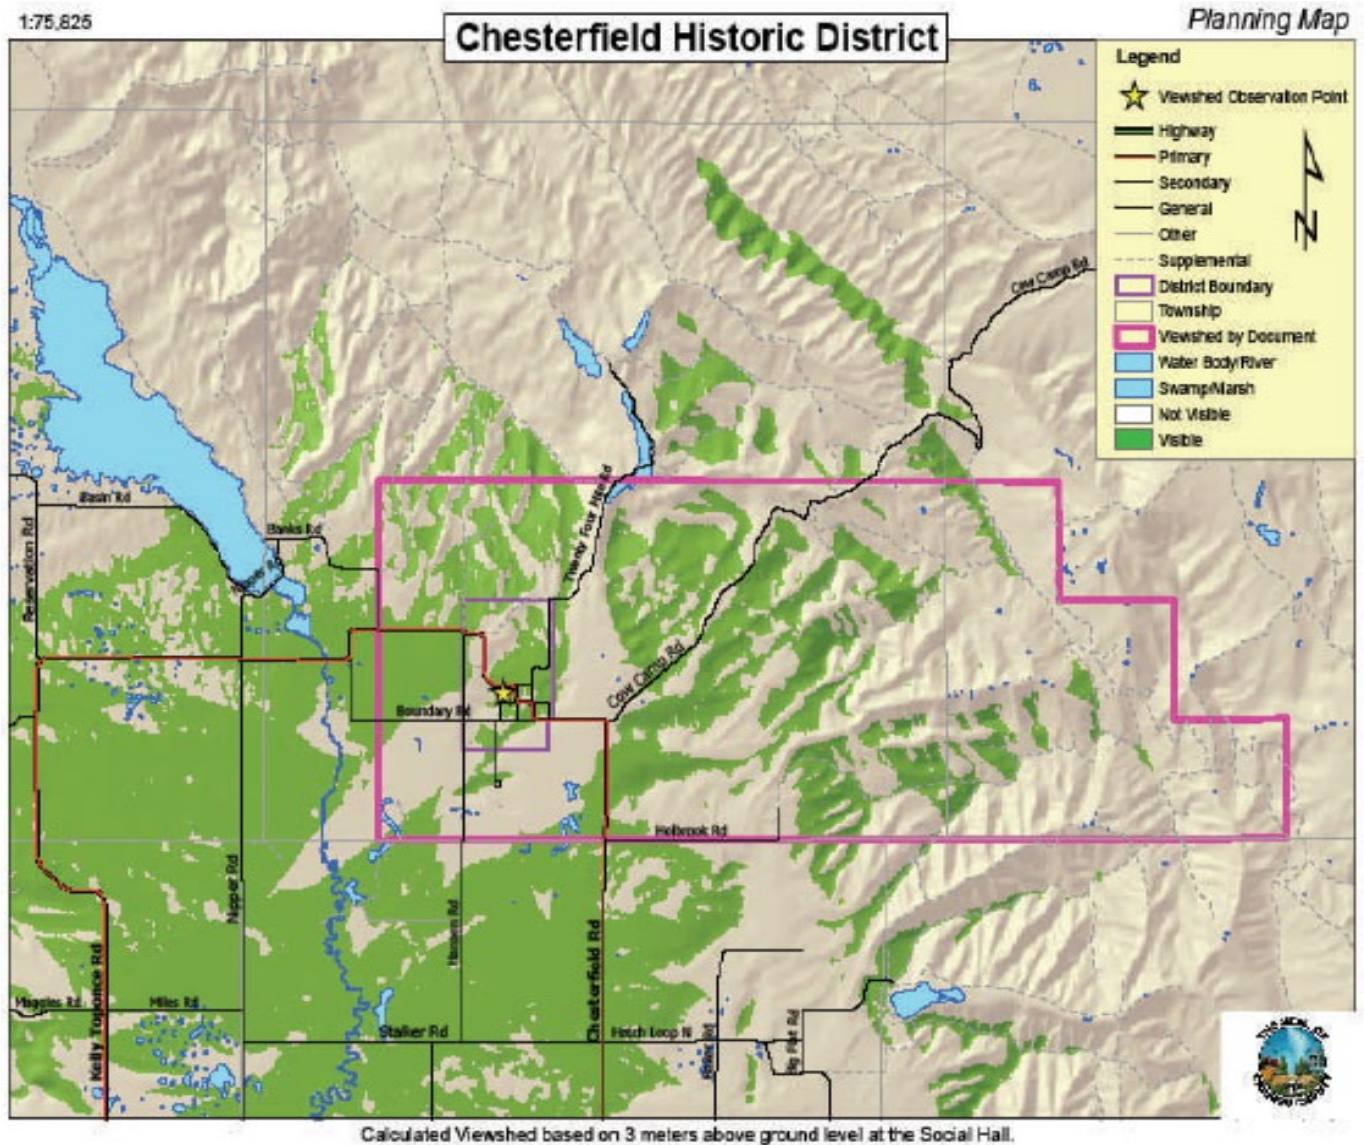 1:75,825
Chesterfield Historic District
Planning Map
Legend
Viewshed Observation Point
Highway
Primary
Secondary
General
Other
Supplemental
District Boundary
Township
Viewshed by Document
Water Body/River
Swamp/Marsh
Not Visible
Visible
N
Cow Camp Rd
Basin Rd
Banks Rd
Reservation Rd
Twenty Four Mile Rd
Cow Camp Rd
Boundary Rd
Holbrook Rd
Nipper Rd
Hansen Rd
Chesterfield Rd
Kelly Toponce Rd
Maggies Rd
Miles Rd
Stalker Rd
Hatch Loop N
Big Flat Rd
Calculated Viewshed based on 3 meters above ground level at the Social Hall.